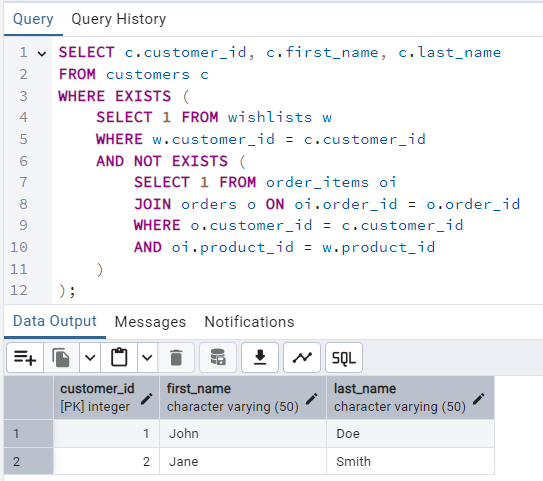 Query Query History
1 SELECT c.customer_id, c.first_name, c.last_name
2 FROM customers c
3 WHERE EXISTS (
4 SELECT 1 FROM wishlists w
5 WHERE w.customer_id = c.customer_id
6 AND NOT EXISTS (
7 SELECT 1 FROM order_items oi
8 JOIN orders o ON oi.order_id = o.order_id
9 WHERE o.customer_id = c.customer_id
10 AND oi.product_id = w.product_id
11 )
12 );
Data Output Messages Notifications
SQL
customer_id first_name last_name
[PK] integer character varying (50) character varying (50)
1 1 John Doe
2 2 Jane Smith